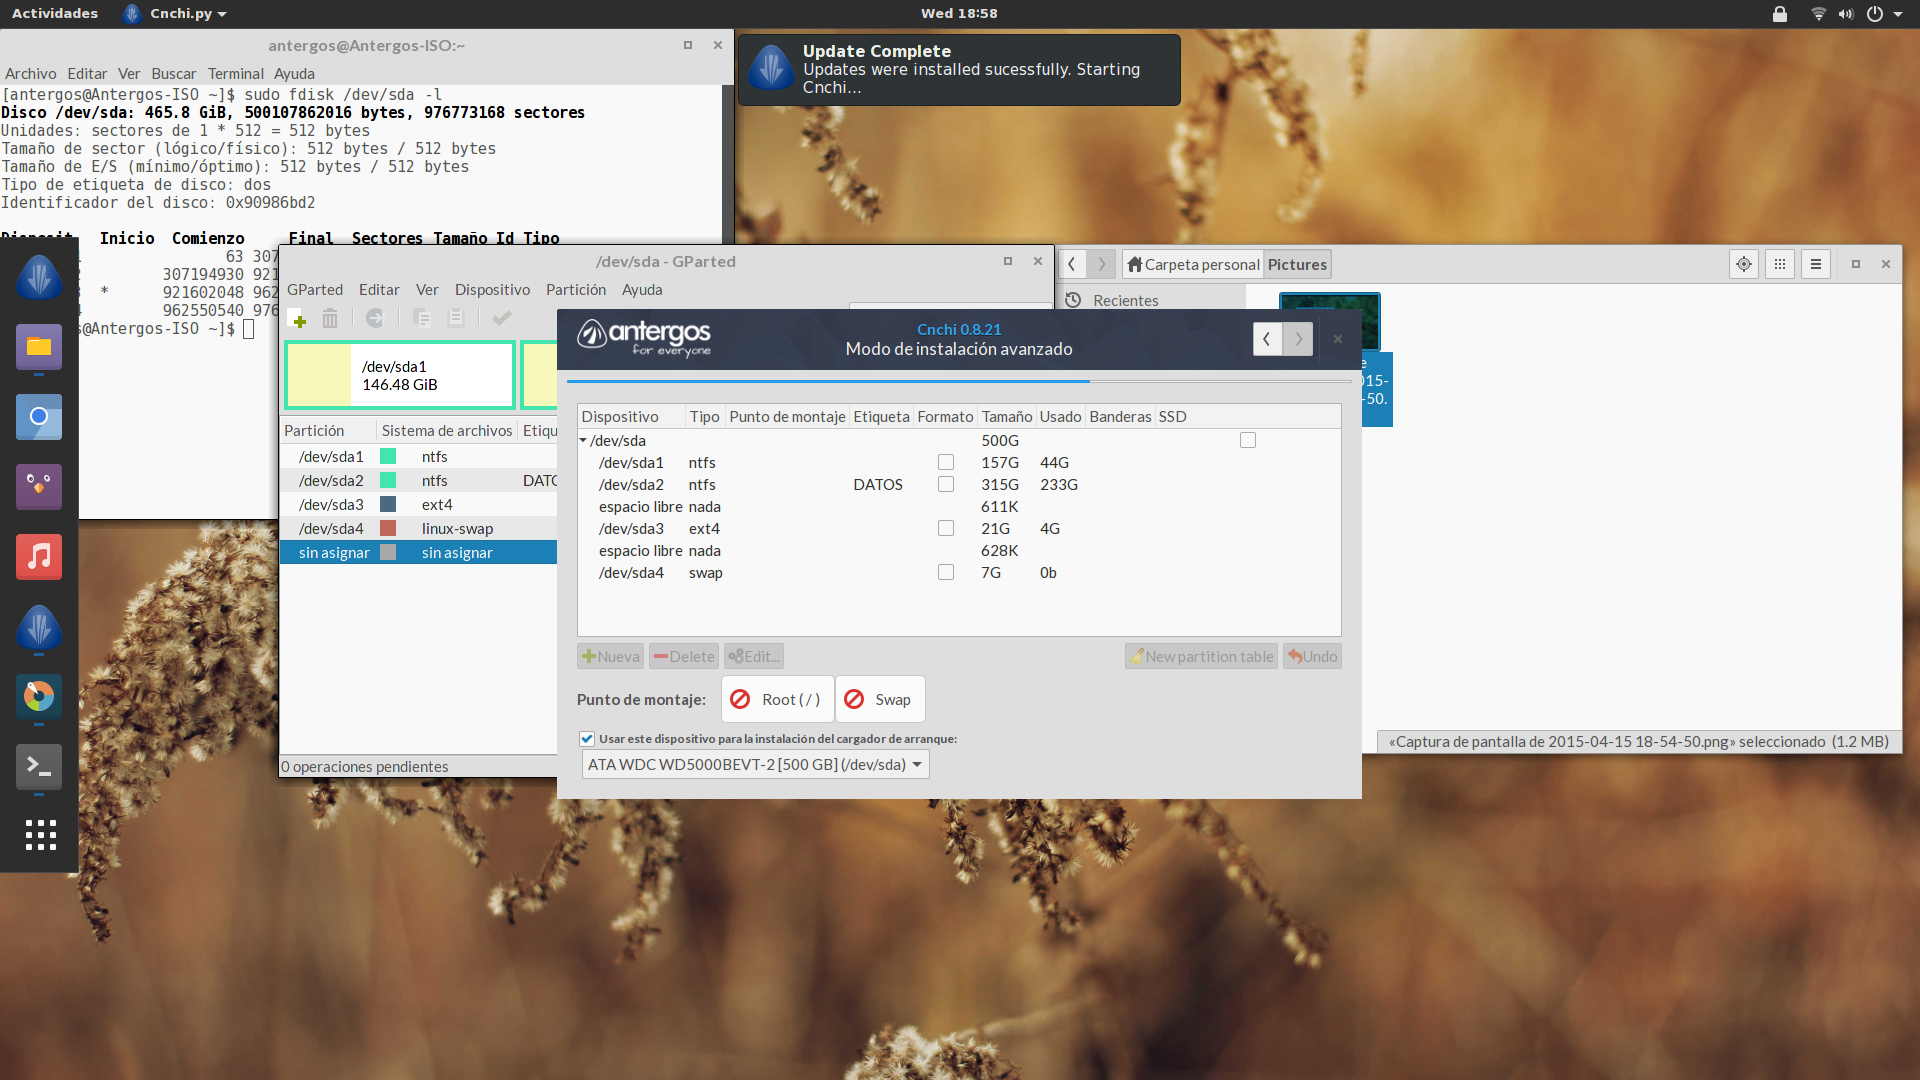 Actividades
Cnchi.py
Wed 18:58
antergos@Antergos-ISO:~
Archivo Editar Ver Buscar Terminal Ayuda
[antergos@Antergos-ISO ~]$ sudo fdisk /dev/sda -l
Disco /dev/sda: 465.8 GiB, 500107862016 bytes, 976773168 sectores
Unidades: sectores de 1 * 512 = 512 bytes
Tamaño de sector (lógico/físico): 512 bytes / 512 bytes
Tamaño de E/S (mínimo/óptimo): 512 bytes / 512 bytes
Tipo de etiqueta de disco: dos
Identificador del disco: 0x90986bd2
Disposit. Inicio Comienzo Final Sectores Tamaño Id Tipo
63 307
307194930 921
* 921602048 962
962550540 976
s@Antergos-ISO ~]$
Update Complete
Updates were installed sucessfully. Starting
Cnchi...
/dev/sda - GParted
GParted Editar Ver Dispositivo Partición Ayuda
/dev/sda1
146.48 GiB
Partición Sistema de archivos Etiqu
/dev/sda1 ntfs
/dev/sda2 ntfs DATO
/dev/sda3 ext4
/dev/sda4 linux-swap
sin asignar sin asignar
0 operaciones pendientes
Carpeta personal Pictures
Recientes
e
015-
-50.
«Captura de pantalla de 2015-04-15 18-54-50.png» seleccionado (1.2 MB)
antergos
for everyone
Cnchi 0.8.21
Modo de instalación avanzado
Dispositivo Tipo Punto de montaje Etiqueta Formato Tamaño Usado Banderas SSD
/dev/sda 500G
/dev/sda1 ntfs 157G 44G
/dev/sda2 ntfs DATOS 315G 233G
espacio libre nada 611K
/dev/sda3 ext4 21G 4G
espacio libre nada 628K
/dev/sda4 swap 7G 0b
Nueva Delete Edit... New partition table Undo
Punto de montaje: Root ( / ) Swap
Usar este dispositivo para la instalación del cargador de arranque:
ATA WDC WD5000BEVT-2 [500 GB] (/dev/sda)